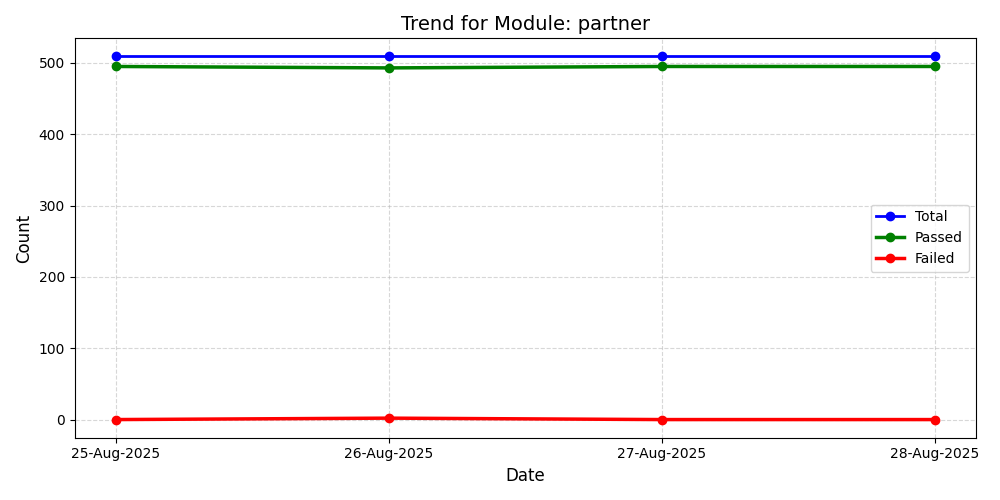 Trend for Module: partner
Count
500
400
300
200
100
0
Total
Passed
Failed
25-Aug-2025
26-Aug-2025
27-Aug-2025
28-Aug-2025
Date